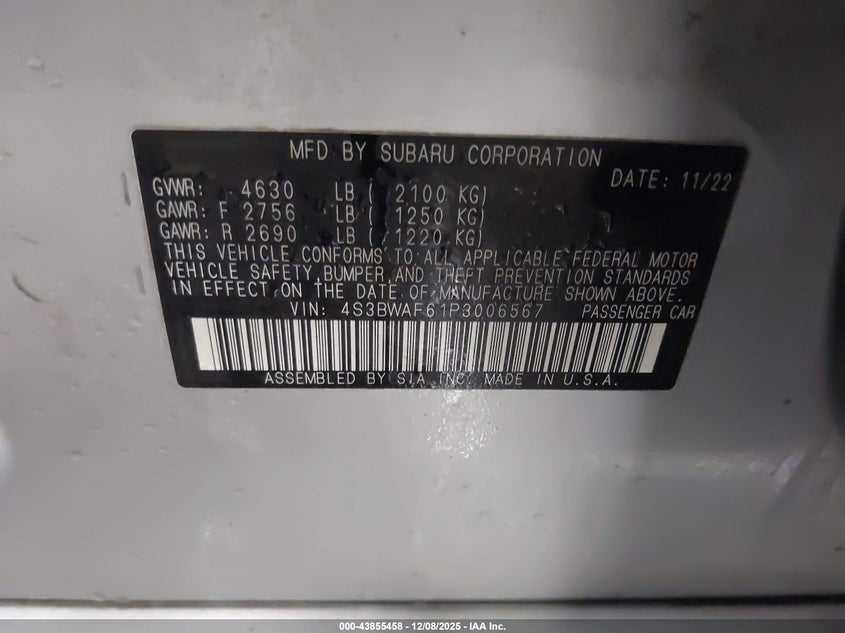 MFD BY SUBARU CORPORATION
DATE: 11/22
GVWR: 4630 LB ( 2100 KG)
GAWR: F 2756 LB ( 1250 KG)
GAWR: R 2690 LB ( 1220 KG)
THIS VEHICLE CONFORMS TO ALL APPLICABLE FEDERAL MOTOR
VEHICLE SAFETY, BUMPER, AND THEFT PREVENTION STANDARDS
IN EFFECT ON THE DATE OF MANUFACTURE SHOWN ABOVE.
VIN: 4S3BWAF61P3006567 PASSENGER CAR
ASSEMBLED BY SIA INC. MADE IN U.S.A.
000-43855458 - 12/08/2025 - IAA Inc.